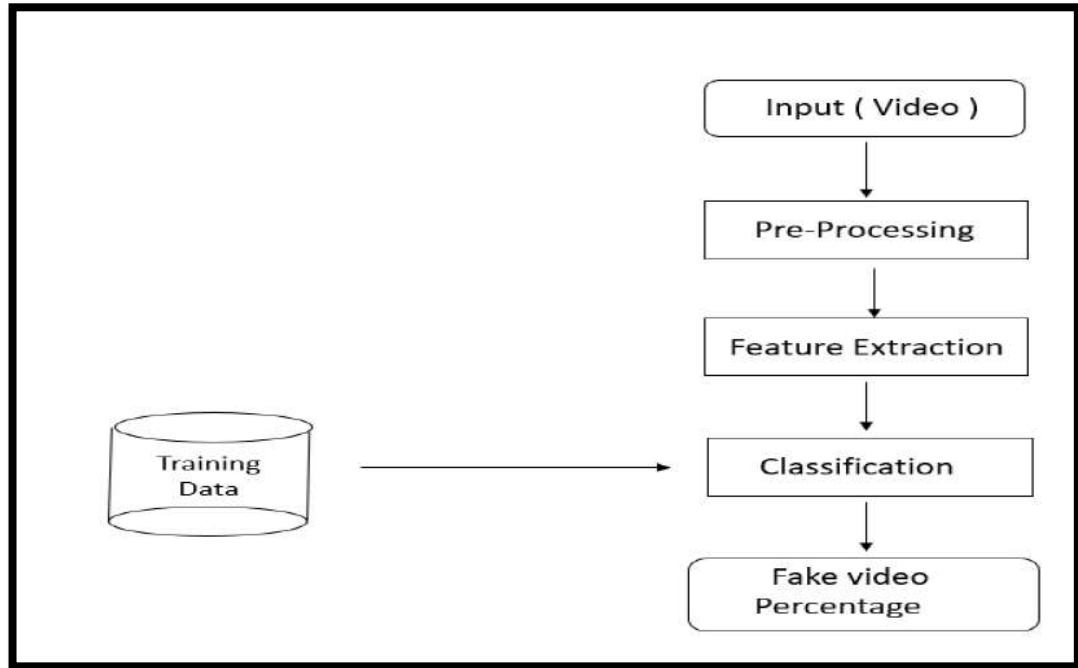 Input ( Video )
Pre-Processing
Feature Extraction
Training
Data
Classification
Fake video
Percentage